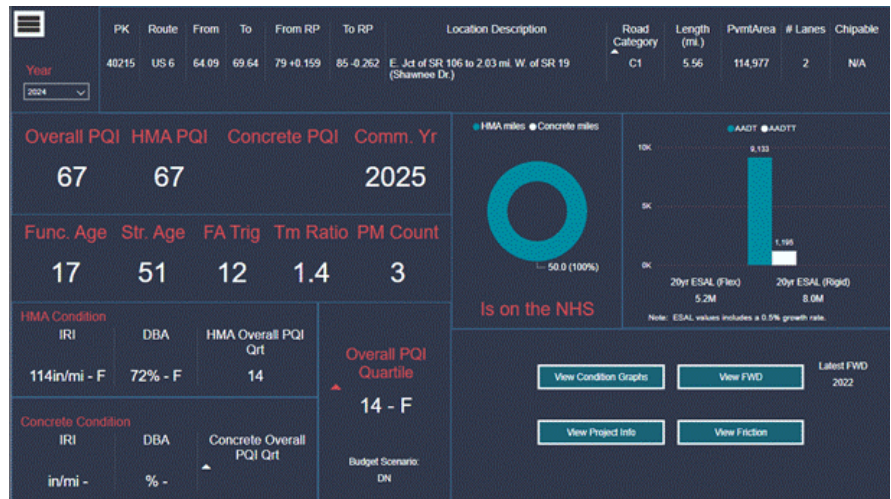 PK Route From To From RP To RP Location Description Road Category Length (mi.) PvmtArea # Lanes Chipable
40215 US 6 64.09 69.64 79 +0.159 85 -0.262 E. Jct of SR 106 to 2.03 mi. W. of SR 19 (Shawnee Dr.) C1 5.56 114,977 2 N/A
Year
2024
Overall PQI HMA PQI Concrete PQI Comm. Yr
67 67 2025
Func. Age Str. Age FA Trig Tm Ratio PM Count
17 51 12 1.4 3
HMA Condition
IRI DBA HMA Overall PQI Qrt
114in/mi - F 72% - F 14
Concrete Condition
IRI DBA Concrete Overall PQI Qrt
in/mi - % -
Overall PQI
Quartile
14 - F
Budget Scenario:
DN
HMA miles Concrete miles
50.0 (100%)
Is on the NHS
AADT AADTT
10K
9,133
5K
1,195
0K
20yr ESAL (Flex) 20yr ESAL (Rigid)
5.2M 8.0M
Note: ESAL values includes a 0.5% growth rate.
View Condition Graphs View FWD
Latest FWD
2022
View Project Info View Friction